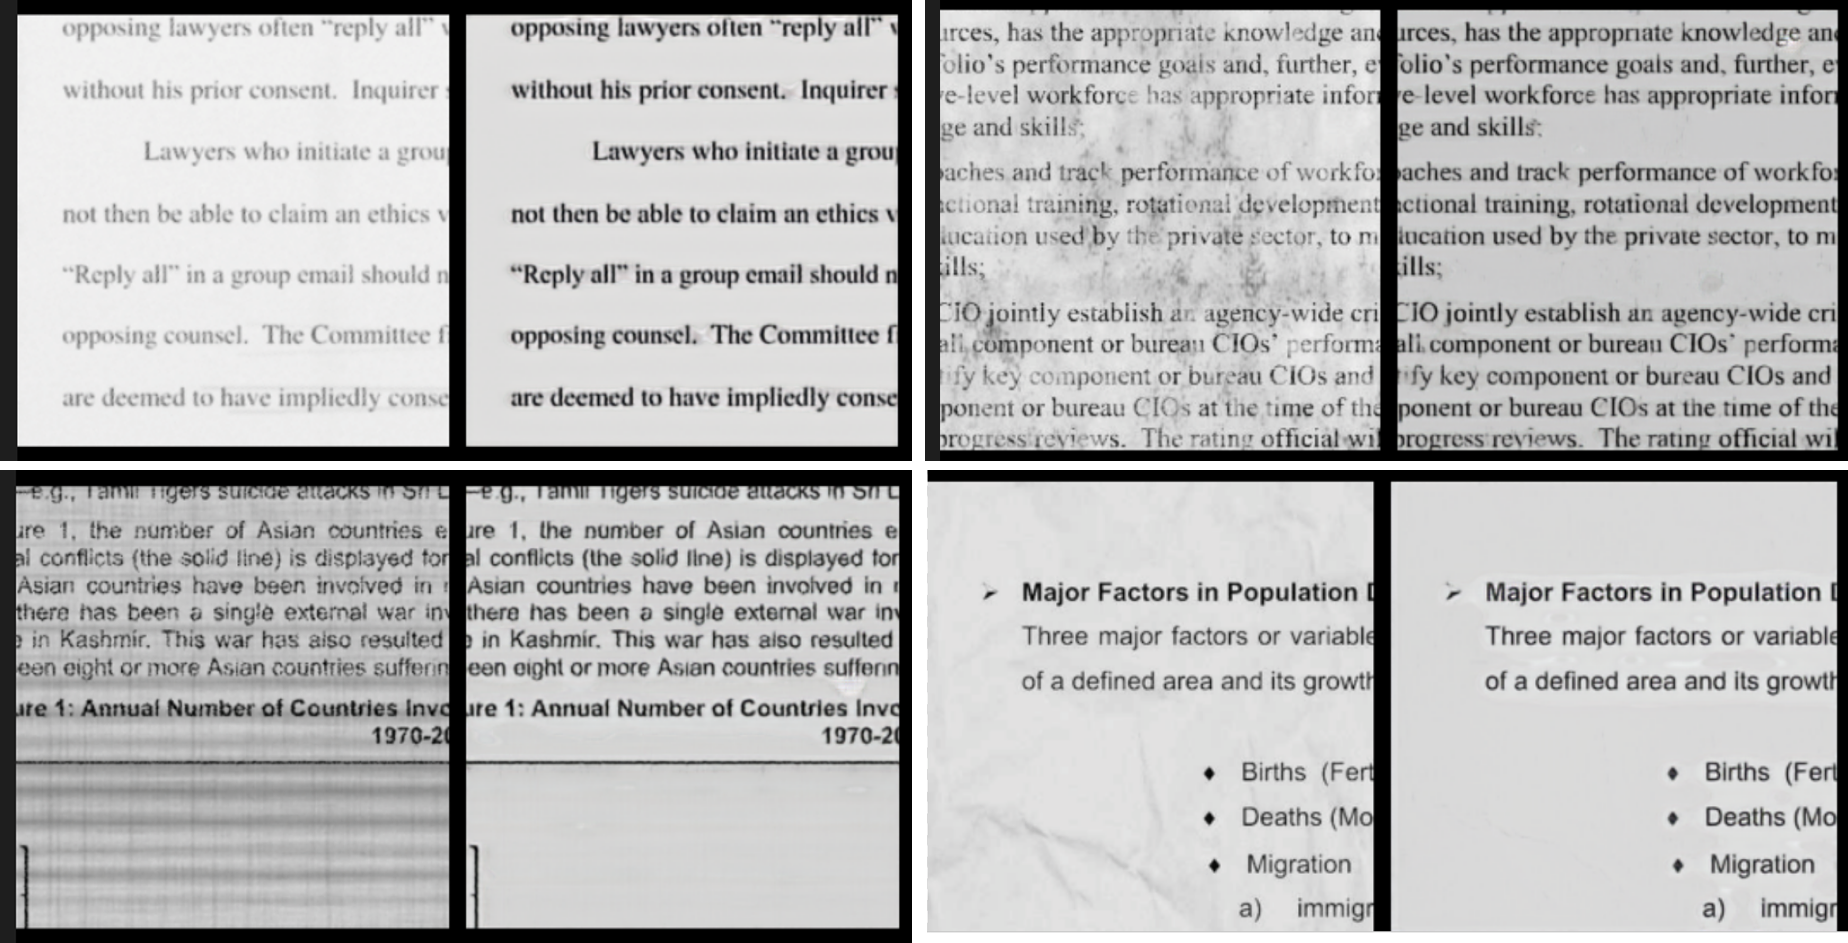 opposing lawyers often “reply all”
without his prior consent. Inquirer
Lawyers who initiate a grou
not then be able to claim an ethics v
“Reply all” in a group email should n
opposing counsel. The Committee f
are deemed to have impliedly conse
opposing lawyers often “reply all”
without his prior consent. Inquirer
Lawyers who initiate a grou
not then be able to claim an ethics v
“Reply all” in a group email should n
opposing counsel. The Committee f
are deemed to have impliedly conse
urces, has the appropriate knowledge and
folio’s performance goals and, further, e
e-level workforce has appropriate infor
ge and skills;
aches and track performance of workfo
ctional training, rotational development
ducation used by the private sector, to m
ills;
CIO jointly establish an agency-wide cri
all component or bureau CIOs’ performa
ify key component or bureau CIOs and
ponent or bureau CIOs at the time of the
progress reviews. The rating official wil
urces, has the appropriate knowledge and
folio’s performance goals and, further, e
e-level workforce has appropriate infor
ge and skills;
aches and track performance of workfo
ctional training, rotational development
ducation used by the private sector, to m
ills;
CIO jointly establish an agency-wide cri
all component or bureau CIOs’ performa
ify key component or bureau CIOs and
ponent or bureau CIOs at the time of the
progress reviews. The rating official wil
—e.g., Tamil Tigers suicide attacks in Sri L
ure 1, the number of Asian countries e
al conflicts (the solid line) is displayed for
Asian countries have been involved in
there has been a single external war inv
in Kashmir. This war has also resulted
een eight or more Asian countries sufferin
ure 1: Annual Number of Countries Invo
1970-20
—e.g., Tamil Tigers suicide attacks in Sri L
ure 1, the number of Asian countries e
al conflicts (the solid line) is displayed for
Asian countries have been involved in
there has been a single external war inv
in Kashmir. This war has also resulted
een eight or more Asian countries sufferin
ure 1: Annual Number of Countries Invo
1970-20
➢ Major Factors in Population D
Three major factors or variable
of a defined area and its growth
♦ Births (Fert
♦ Deaths (Mo
♦ Migration
a) immigr
➢ Major Factors in Population D
Three major factors or variable
of a defined area and its growth
♦ Births (Fert
♦ Deaths (Mo
♦ Migration
a) immigr